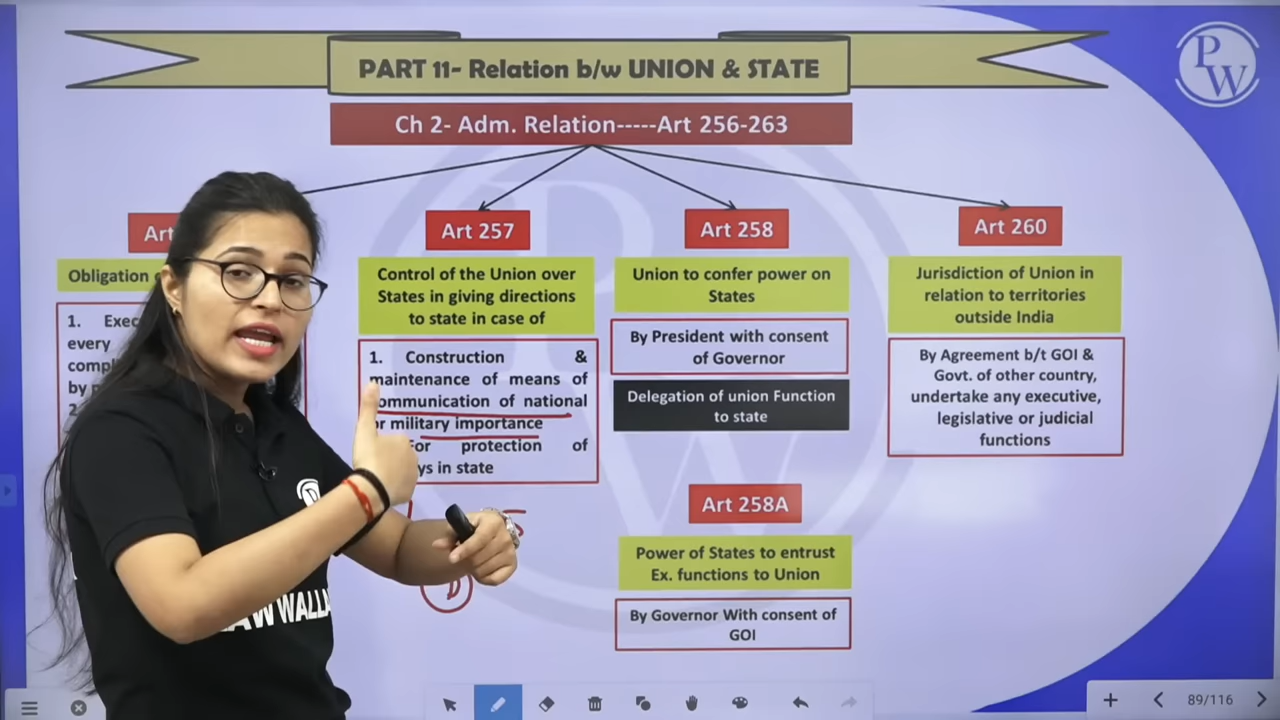 PART 11- Relation b/w UNION & STATE
PW
Ch 2- Adm. Relation-----Art 256-263
Art
Obligation
1. Exec
every
comp
by
2
Art 257
Control of the Union over
States in giving directions
to state in case of
1. Construction &
maintenance of means of
ommunication of national
or military importance
For protection of
ys in state
Art 258
Union to confer power on
States
By President with consent
of Governor
Delegation of union Function
to state
Art 258A
Power of States to entrust
Ex. functions to Union
By Governor With consent of
GOI
Art 260
Jurisdiction of Union in
relation to territories
outside India
By Agreement b/t GOI &
Govt. of other country,
undertake any executive,
legislative or judicial
functions
AW WALLA
89/116